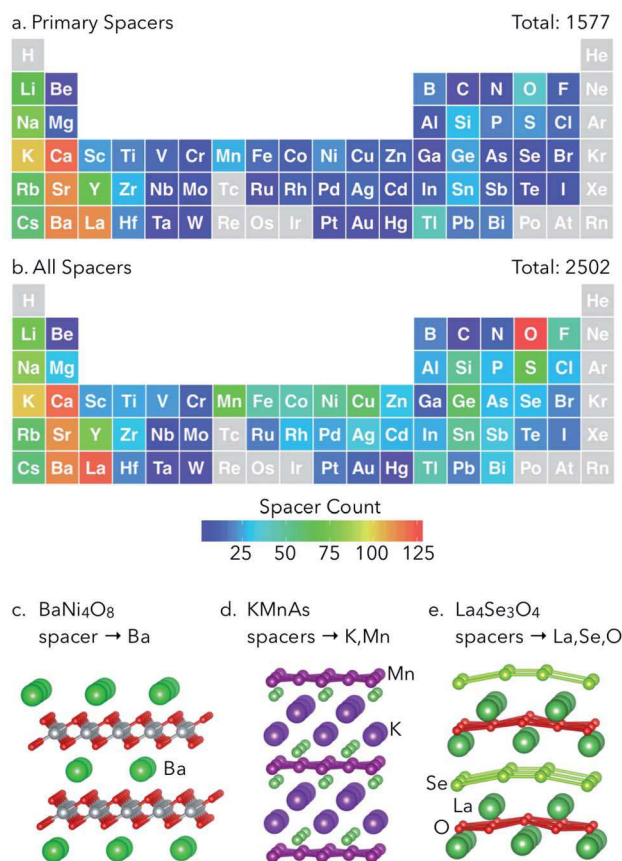 a. Primary Spacers Total: 1577
H He
Li Be B C N O F Ne
Na Mg Al Si P S Cl Ar
K Ca Sc Ti V Cr Mn Fe Co Ni Cu Zn Ga Ge As Se Br Kr
Rb Sr Y Zr Nb Mo Tc Ru Rh Pd Ag Cd In Sn Sb Te I Xe
Cs Ba La Hf Ta W Re Os Ir Pt Au Hg Tl Pb Bi Po At Rn
b. All Spacers Total: 2502
H He
Li Be B C N O F Ne
Na Mg Al Si P S Cl Ar
K Ca Sc Ti V Cr Mn Fe Co Ni Cu Zn Ga Ge As Se Br Kr
Rb Sr Y Zr Nb Mo Tc Ru Rh Pd Ag Cd In Sn Sb Te I Xe
Cs Ba La Hf Ta W Re Os Ir Pt Au Hg Tl Pb Bi Po At Rn
Spacer Count
25 50 75 100 125
c. BaNi4O8
spacer → Ba
Ba
d. KMnAs
spacers → K,Mn
Mn
K
e. La4Se3O4
spacers → La,Se,O
Se
La
O